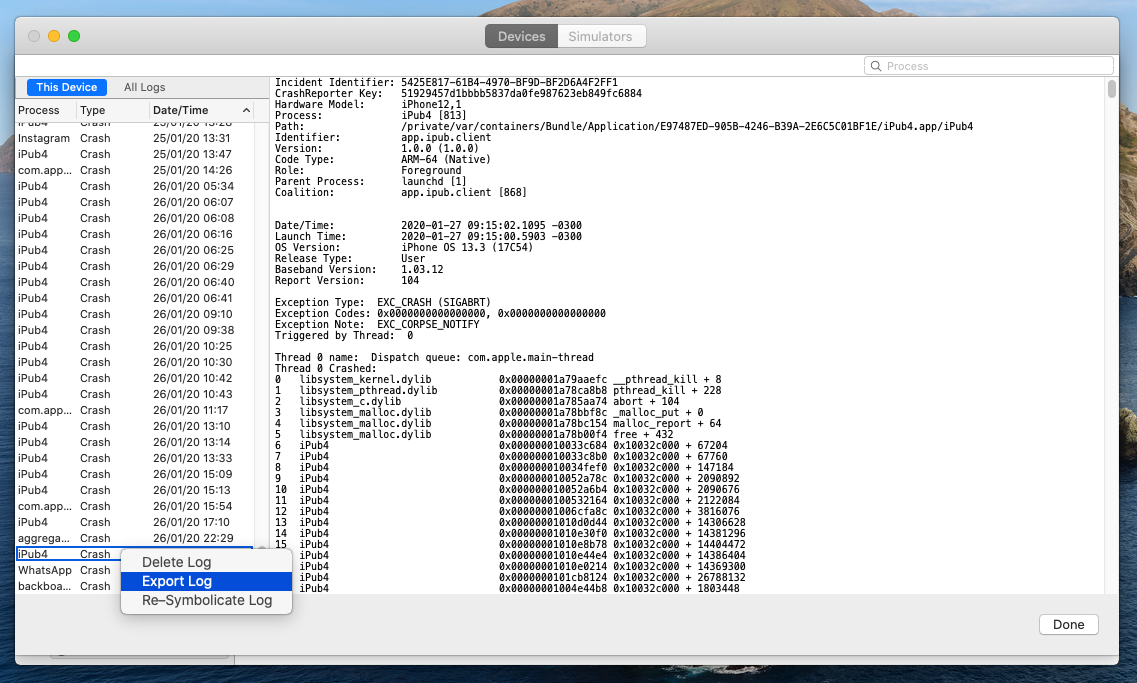 Devices Simulators
Process
This Device All Logs
Process Type Date/Time
iPub4 Crash 25/01/20 13:28
Instagram Crash 25/01/20 13:31
iPub4 Crash 25/01/20 13:47
com.app... Crash 25/01/20 14:26
iPub4 Crash 26/01/20 05:34
iPub4 Crash 26/01/20 06:07
iPub4 Crash 26/01/20 06:08
iPub4 Crash 26/01/20 06:16
iPub4 Crash 26/01/20 06:25
iPub4 Crash 26/01/20 06:29
iPub4 Crash 26/01/20 06:40
iPub4 Crash 26/01/20 06:41
iPub4 Crash 26/01/20 09:10
iPub4 Crash 26/01/20 09:38
iPub4 Crash 26/01/20 10:25
iPub4 Crash 26/01/20 10:30
iPub4 Crash 26/01/20 10:42
iPub4 Crash 26/01/20 10:43
com.app... Crash 26/01/20 11:17
iPub4 Crash 26/01/20 13:10
iPub4 Crash 26/01/20 13:14
iPub4 Crash 26/01/20 13:33
iPub4 Crash 26/01/20 15:09
iPub4 Crash 26/01/20 15:13
com.app... Crash 26/01/20 15:54
iPub4 Crash 26/01/20 17:10
aggrega... Crash 26/01/20 22:29
iPub4 Crash
WhatsApp Crash
backboa... Crash
Delete Log
Export Log
Re–Symbolicate Log
Incident Identifier: 5425E817-61B4-4970-BF9D-BF2D6A4F2FF1
CrashReporter Key: 51929457d1bbbb5837da0fe987623eb849fc6884
Hardware Model: iPhone12,1
Process: iPub4 [813]
Path: /private/var/containers/Bundle/Application/E97487ED-905B-4246-B39A-2E6C5C01BF1E/iPub4.app/iPub4
Identifier: app.ipub.client
Version: 1.0.0 (1.0.0)
Code Type: ARM-64 (Native)
Role: Foreground
Parent Process: launchd [1]
Coalition: app.ipub.client [868]
Date/Time: 2020-01-27 09:15:02.1095 -0300
Launch Time: 2020-01-27 09:15:00.5903 -0300
OS Version: iPhone OS 13.3 (17C54)
Release Type: User
Baseband Version: 1.03.12
Report Version: 104
Exception Type: EXC_CRASH (SIGABRT)
Exception Codes: 0x0000000000000000, 0x0000000000000000
Exception Note: EXC_CORPSE_NOTIFY
Triggered by Thread: 0
Thread 0 name: Dispatch queue: com.apple.main-thread
Thread 0 Crashed:
0 libsystem_kernel.dylib 0x00000001a79aaefc __pthread_kill + 8
1 libsystem_pthread.dylib 0x00000001a78ca8b8 pthread_kill + 228
2 libsystem_c.dylib 0x00000001a785aa74 abort + 104
3 libsystem_malloc.dylib 0x00000001a78bbf8c _malloc_put + 0
4 libsystem_malloc.dylib 0x00000001a78bc154 malloc_report + 64
5 libsystem_malloc.dylib 0x00000001a78b00f4 free + 432
6 iPub4 0x000000010033c684 0x10032c000 + 67204
7 iPub4 0x000000010033c8b0 0x10032c000 + 67760
8 iPub4 0x000000010034fef0 0x10032c000 + 147184
9 iPub4 0x000000010052a78c 0x10032c000 + 2090892
10 iPub4 0x000000010052a6b4 0x10032c000 + 2090676
11 iPub4 0x0000000100532164 0x10032c000 + 2122084
12 iPub4 0x00000001006cfa8c 0x10032c000 + 3816076
13 iPub4 0x00000001010d0d44 0x10032c000 + 14306628
14 iPub4 0x00000001010e30f0 0x10032c000 + 14381296
15 iPub4 0x00000001010e8b78 0x10032c000 + 14404472
iPub4 0x00000001010e44e4 0x10032c000 + 14386404
iPub4 0x00000001010e0214 0x10032c000 + 14369300
iPub4 0x0000000101cb8124 0x10032c000 + 26788132
iPub4 0x00000001004e44b8 0x10032c000 + 1803448
Done